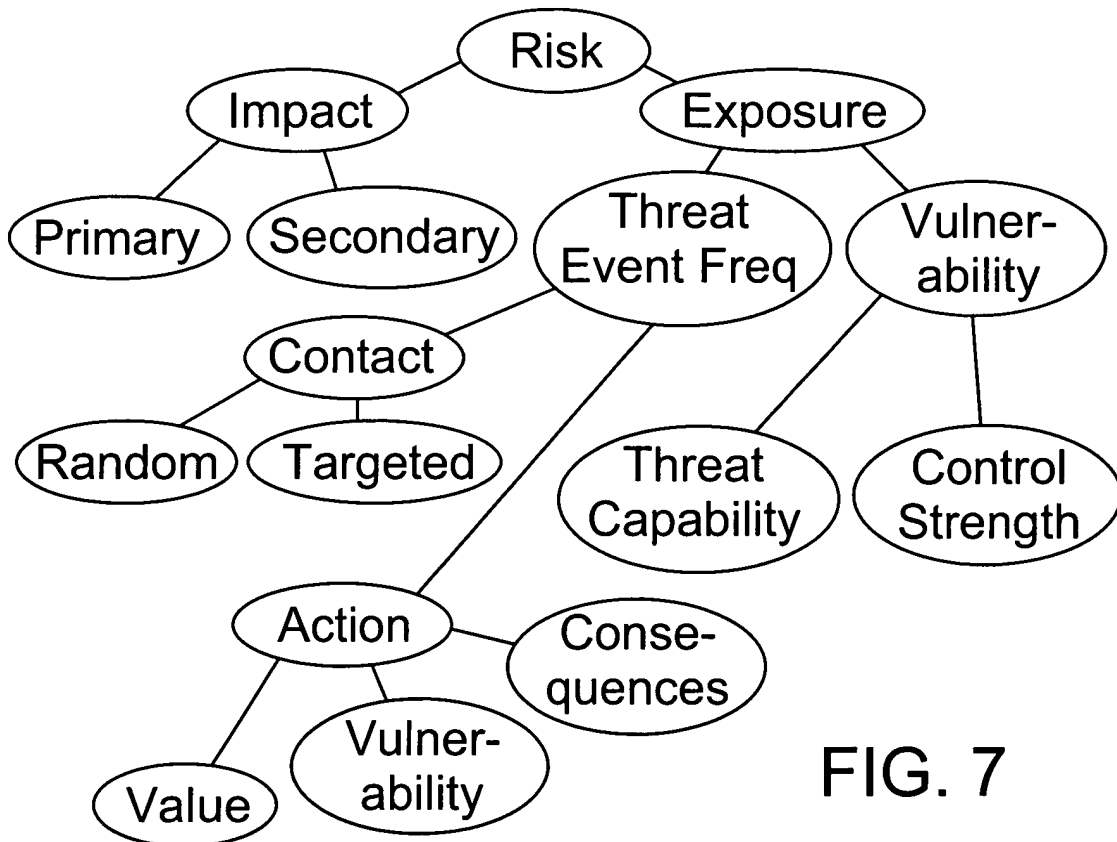 Risk
Impact
Exposure
Primary
Secondary
Threat
Event Freq
Vulner-
ability
Contact
Random
Targeted
Threat
Capability
Control
Strength
Action
Conse-
quences
Value
Vulner-
ability
FIG. 7